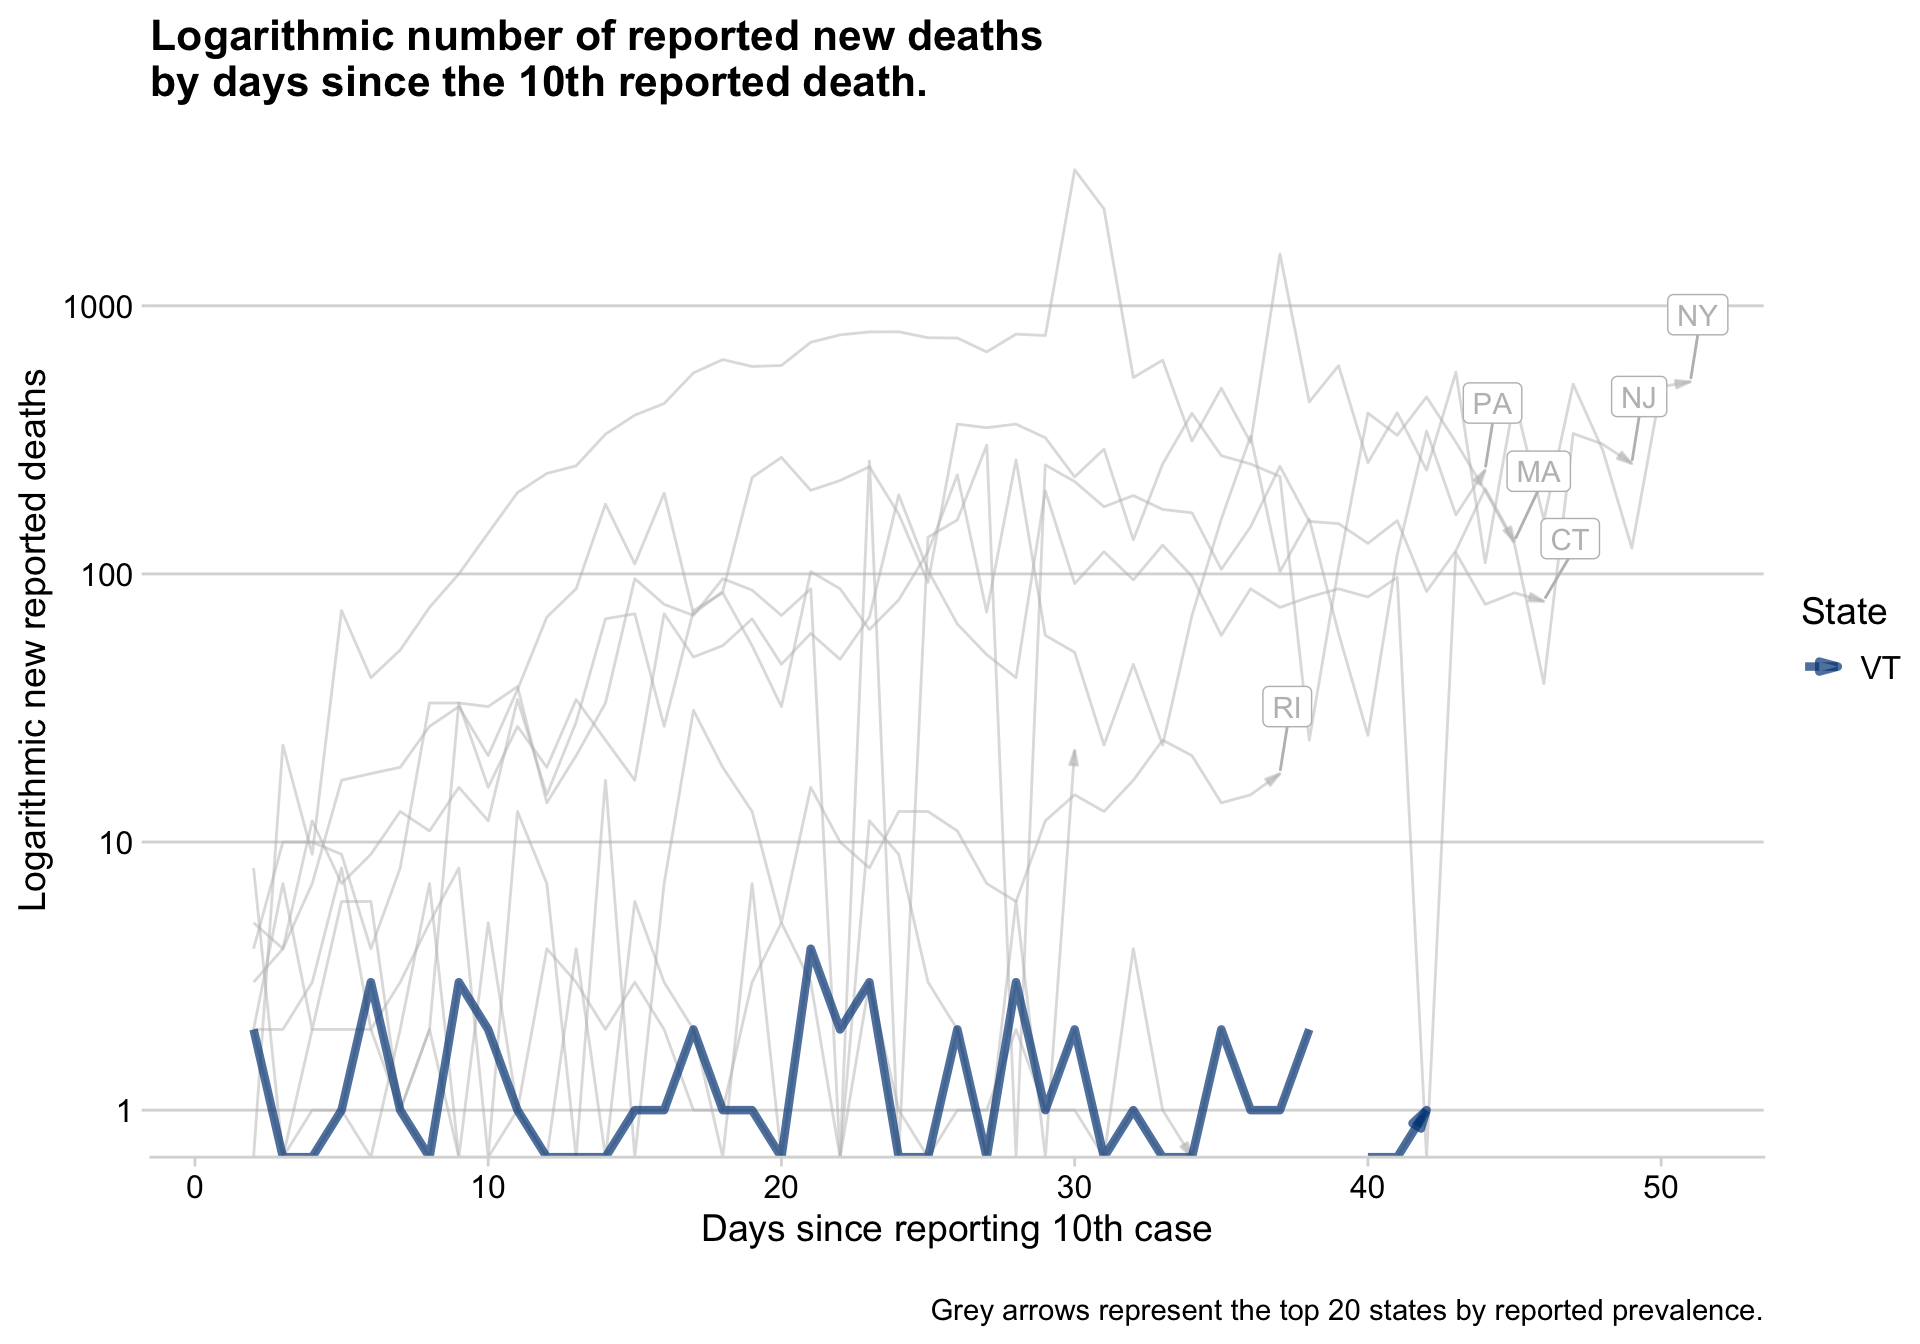 Logarithmic number of reported new deaths
by days since the 10th reported death.
Logarithmic new reported deaths
1000
100
10
1
NY
NJ
PA
MA
CT
RI
State
VT
0
10
20
30
40
50
Days since reporting 10th case
Grey arrows represent the top 20 states by reported prevalence.